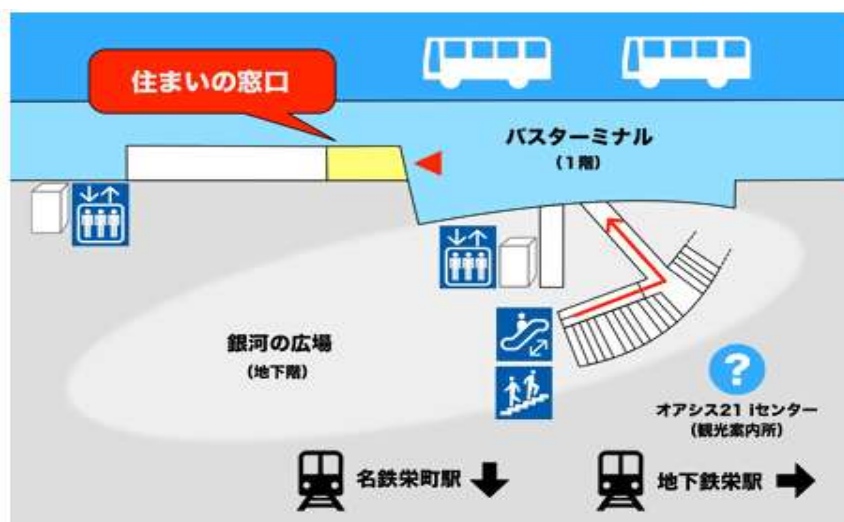 住まいの窓口
バスターミナル
（1階）
銀河の広場
（地下階）
?
オアシス21 iセンター
（観光案内所）
名鉄栄町駅
地下鉄栄駅